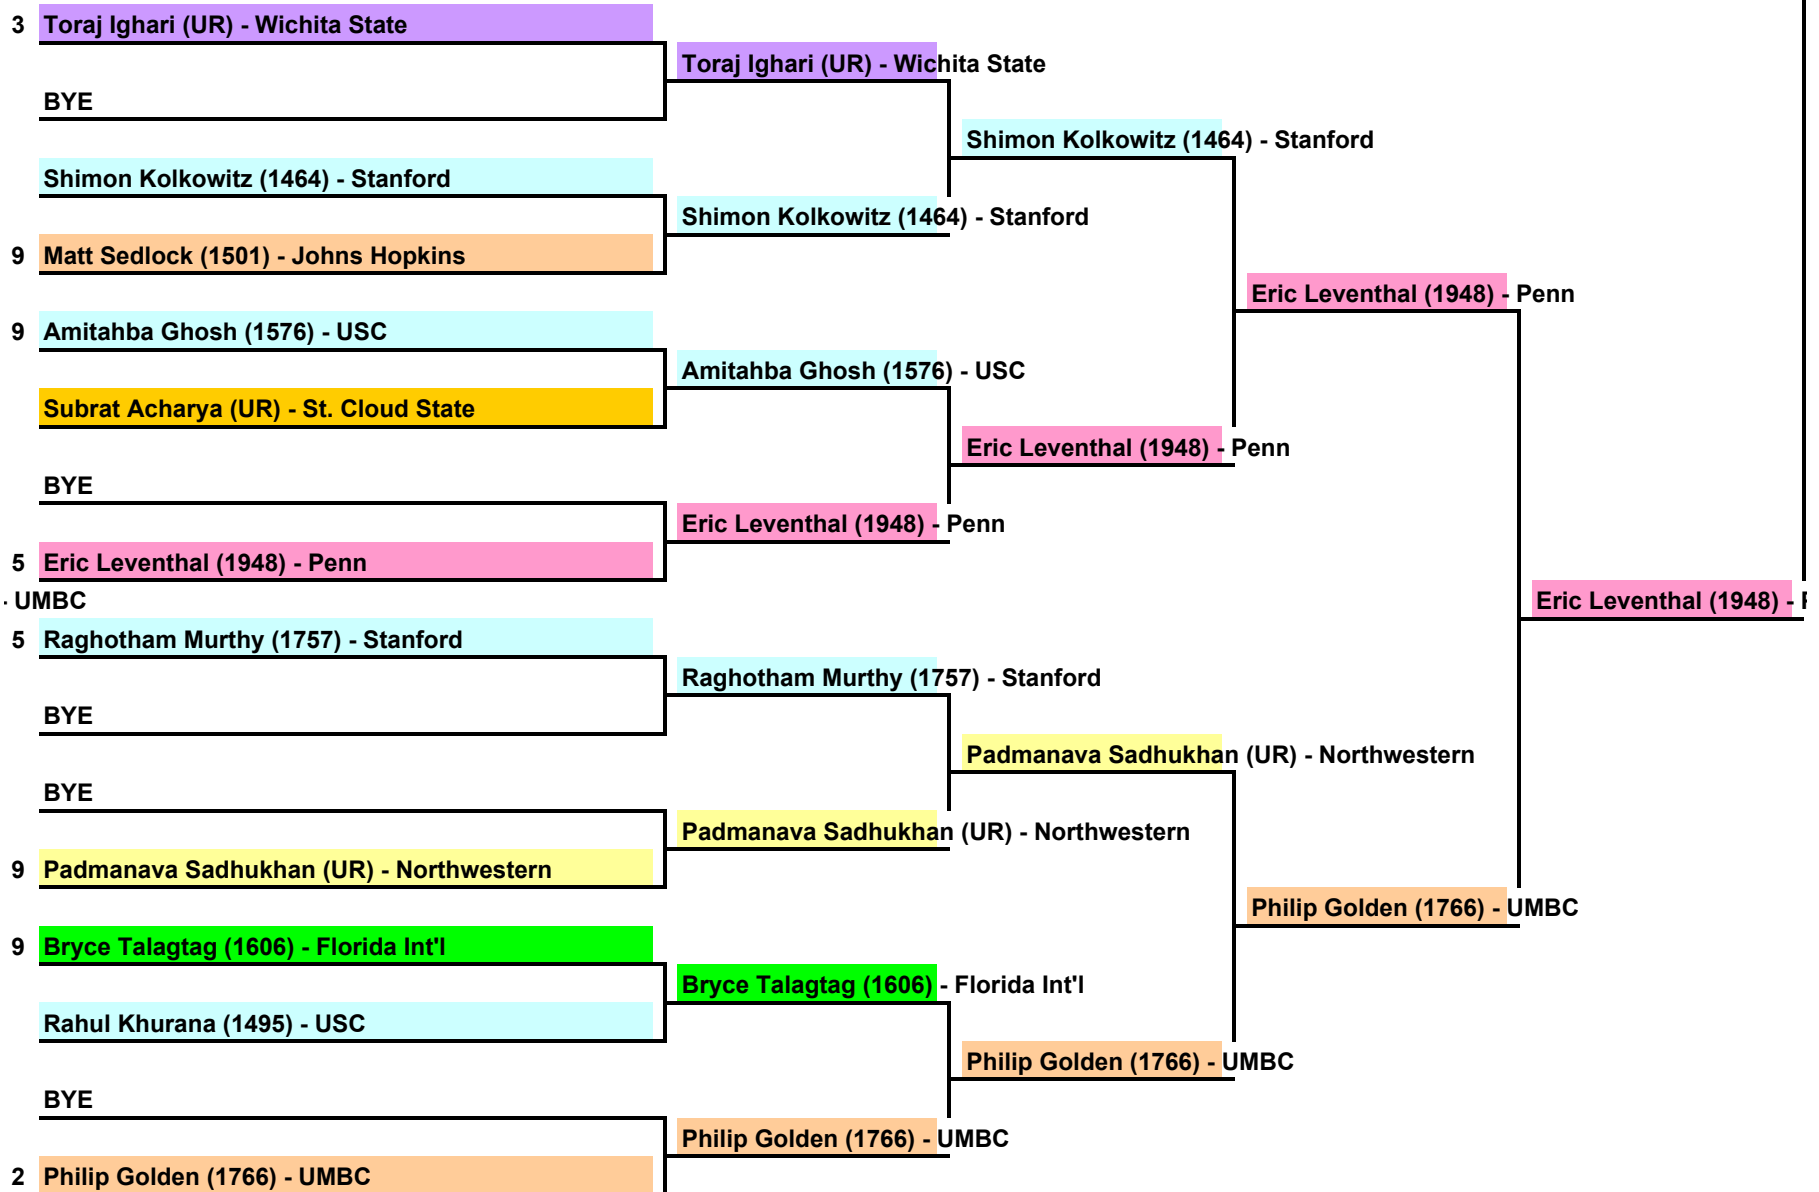 3 Toraj Ighari (UR) - Wichita State
Toraj Ighari (UR) - Wichita State
BYE
Shimon Kolkowitz (1464) - Stanford
Shimon Kolkowitz (1464) - Stanford
Shimon Kolkowitz (1464) - Stanford
9 Matt Sedlock (1501) - Johns Hopkins
Eric Leventhal (1948) - Penn
9 Amitahba Ghosh (1576) - USC
Amitahba Ghosh (1576) - USC
Subrat Acharya (UR) - St. Cloud State
Eric Leventhal (1948) - Penn
BYE
Eric Leventhal (1948) - Penn
5 Eric Leventhal (1948) - Penn
- UMBC
Eric Leventhal (1948) -
5 Raghotham Murthy (1757) - Stanford
Raghotham Murthy (1757) - Stanford
BYE
Padmanava Sadhukhan (UR) - Northwestern
BYE
Padmanava Sadhukhan (UR) - Northwestern
9 Padmanava Sadhukhan (UR) - Northwestern
Philip Golden (1766) - UMBC
9 Bryce Talagtag (1606) - Florida Int'l
Bryce Talagtag (1606) - Florida Int'l
Rahul Khurana (1495) - USC
Philip Golden (1766) - UMBC
BYE
Philip Golden (1766) - UMBC
2 Philip Golden (1766) - UMBC